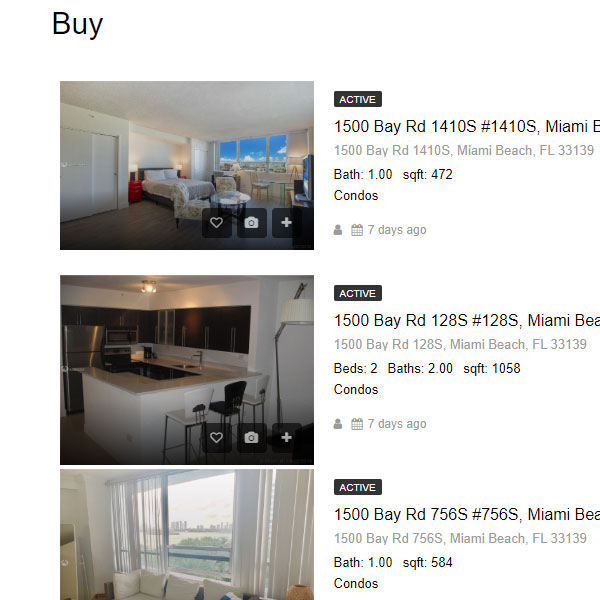 Buy
ACTIVE
1500 Bay Rd 1410S #1410S, Miami
1500 Bay Rd 1410S, Miami Beach, FL 33139
Bath: 1.00 sqft: 472
Condos
7 days ago
ACTIVE
1500 Bay Rd 128S #128S, Miami Bea
1500 Bay Rd 128S, Miami Beach, FL 33139
Beds: 2 Baths: 2.00 sqft: 1058
Condos
7 days ago
ACTIVE
1500 Bay Rd 756S #756S, Miami Bea
1500 Bay Rd 756S, Miami Beach, FL 33139
Bath: 1.00 sqft: 584
Condos